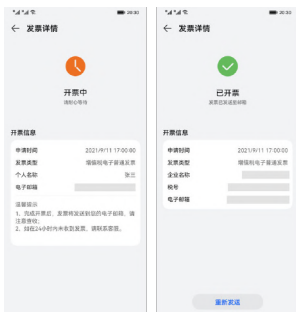 20:30
← 发票详情
开票中
请耐心等待
开票信息
申请时间 2021/9/11 17:00:00
发票类型 增值税电子普通发票
个人名称 张三
电子邮箱
温馨提示
1、完成开票后，发票将发送到您的电子邮箱，请
注意查收；
2、如在24小时内未收到发票，请联系客服。
20:30
← 发票详情
已开票
发票已发送至邮箱
开票信息
申请时间 2021/9/11 17:00:00
发票类型 增值税电子普通发票
企业名称
税号
电子邮箱
重新发送